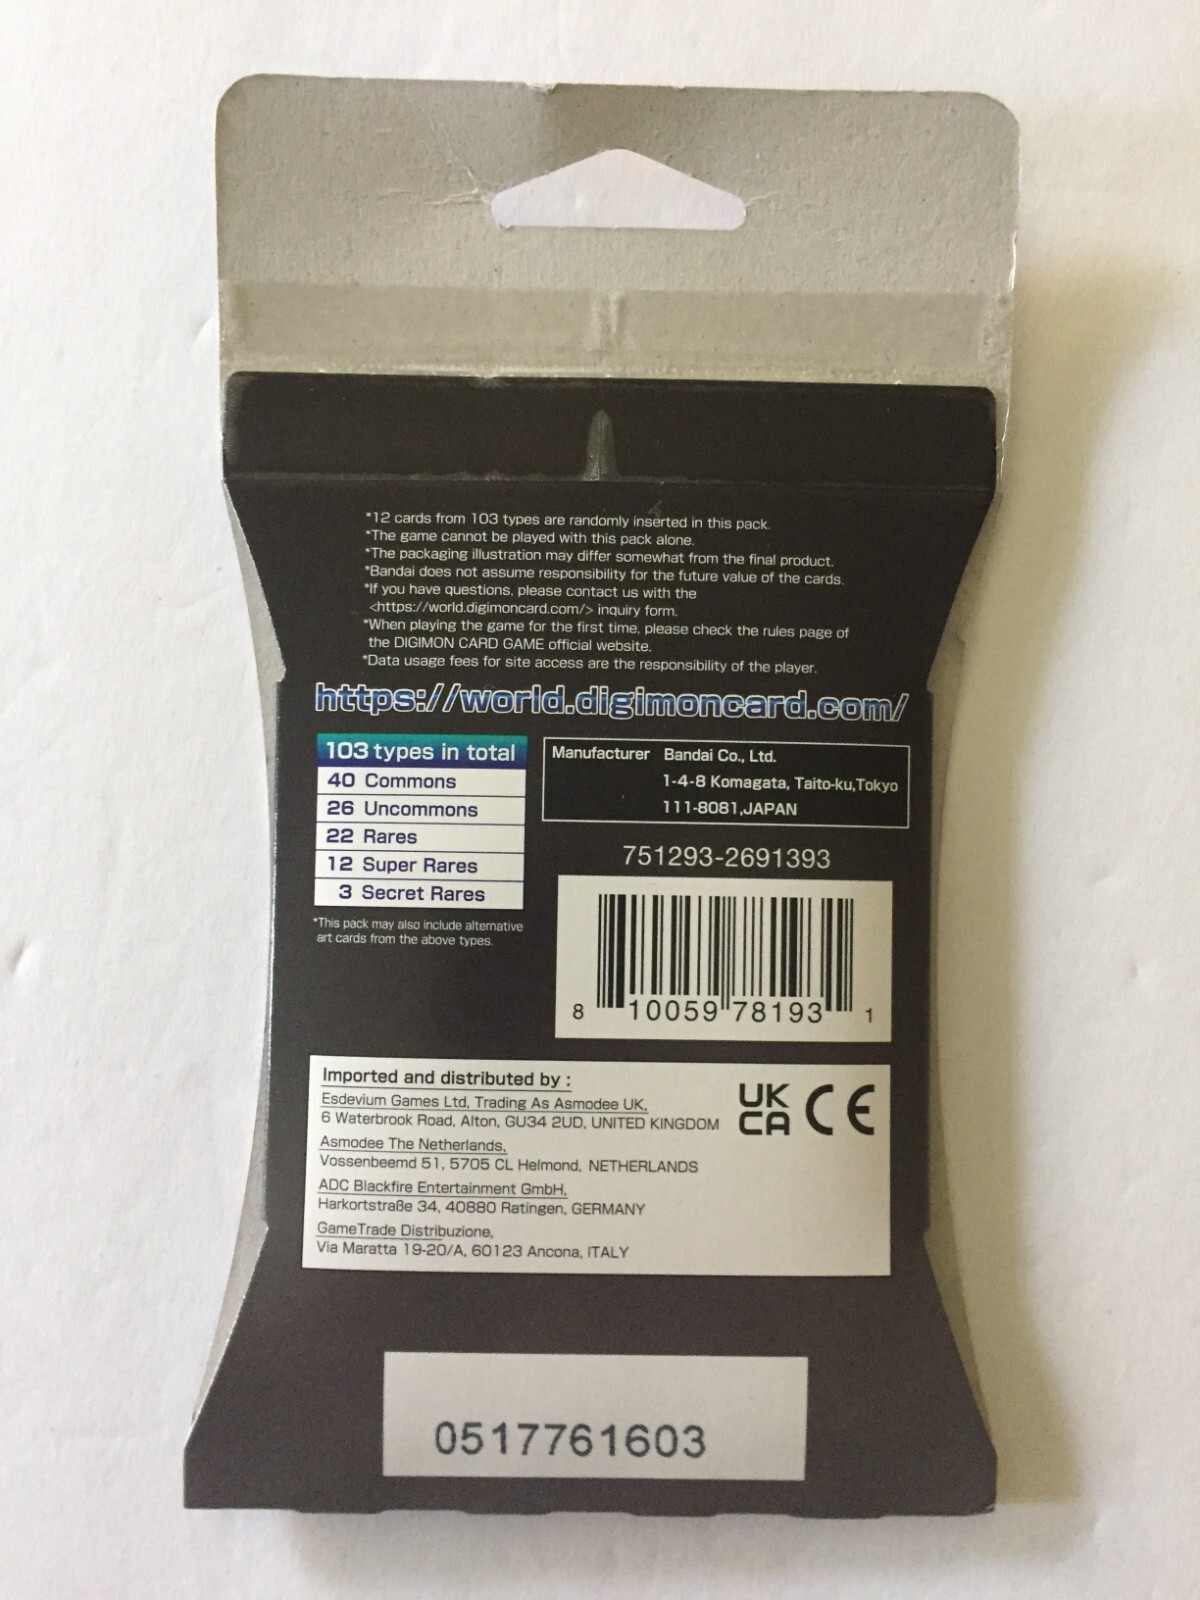 *12 cards from 103 types are randomly inserted in this pack.
*The game cannot be played with this pack alone.
*The packaging illustration may differ somewhat from the final product.
*Bandai does not assume responsibility for the future value of the cards.
*If you have questions, please contact us with the
<https://world.digimoncard.com/> inquiry form.
*When playing the game for the first time, please check the rules page of
the DIGIMON CARD GAME official website.
*Data usage fees for site access are the responsibility of the player.
https://world.digimoncard.com/
103 types in total
40 Commons
26 Uncommons
22 Rares
12 Super Rares
3 Secret Rares
*This pack may also include alternative
art cards from the above types.
Manufacturer Bandai Co., Ltd.
1-4-8 Komagata, Taito-ku,Tokyo
111-8081,JAPAN
751293-2691393
8 10059 78193 1
Imported and distributed by :
Esdevium Games Ltd, Trading As Asmodee UK,
6 Waterbrook Road, Alton, GU34 2UD, UNITED KINGDOM
Asmodee The Netherlands,
Vossenbeemd 51, 5705 CL Helmond, NETHERLANDS
ADC Blackfire Entertainment GmbH,
Harkortstraße 34, 40880 Ratingen, GERMANY
GameTrade Distribuzione,
Via Maratta 19-20/A, 60123 Ancona, ITALY
UK
CA
CE
0517761603